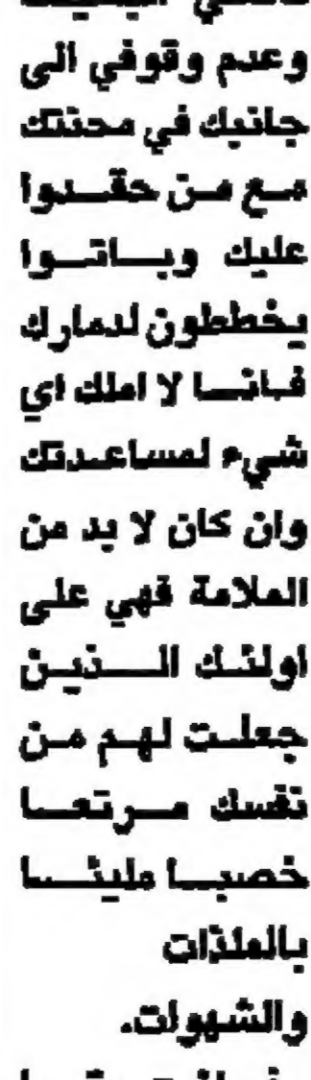 وعدم وقوفي الى
جانبك في محنتك
مع من حقدوا
عليك وباتوا
يخططون لدمارك
فانا لا املك اي
شيء لمساعدتك
وان كان لا بد من
الملامة فهي على
اولئك الذين
جعلت لهم من
نفسك مرتعا
خصبا مليئا
بالملذات
والشهوات.